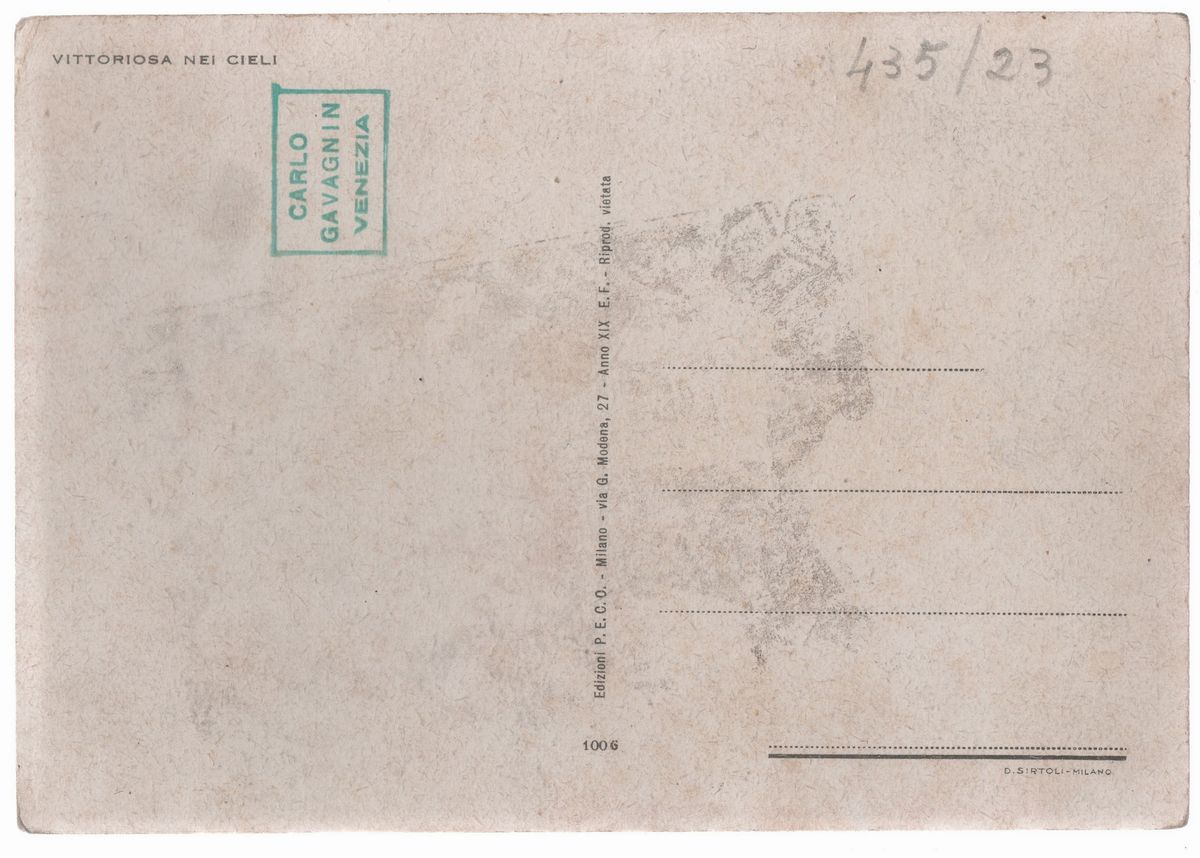 VITTORIOSA NEI CIELI
435/23
CARLO
GAVAGNIN
VENEZIA
Edizioni P. E. C. O. - Milano - via G. Modena, 27 - Anno XIX E. F. - Riprod. vietata
1006
D. SIRTOLI - MILANO